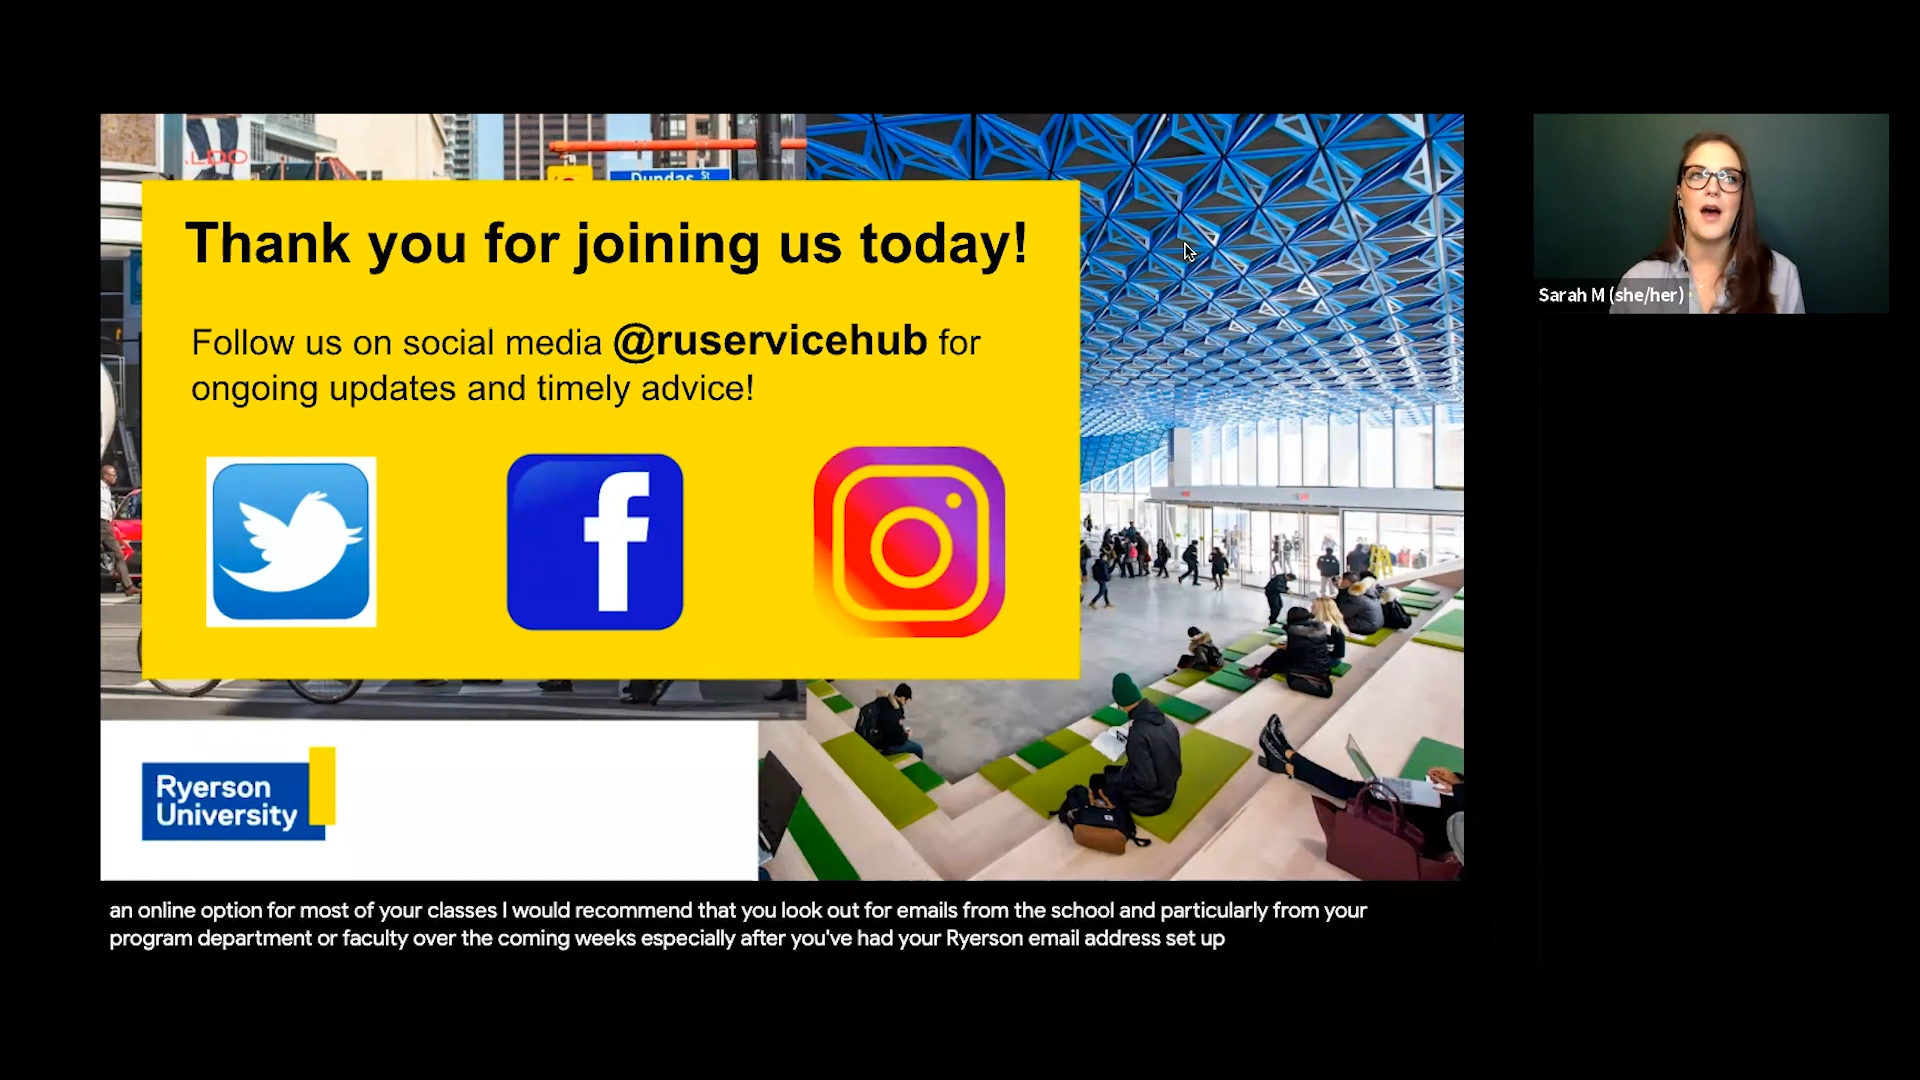 LDO
Dundas St
Thank you for joining us today!
Follow us on social media @ruservicehub for
ongoing updates and timely advice!
Sarah M (she/her)
Ryerson
University
an online option for most of your classes I would recommend that you look out for emails from the school and particularly from your
program department or faculty over the coming weeks especially after you've had your Ryerson email address set up